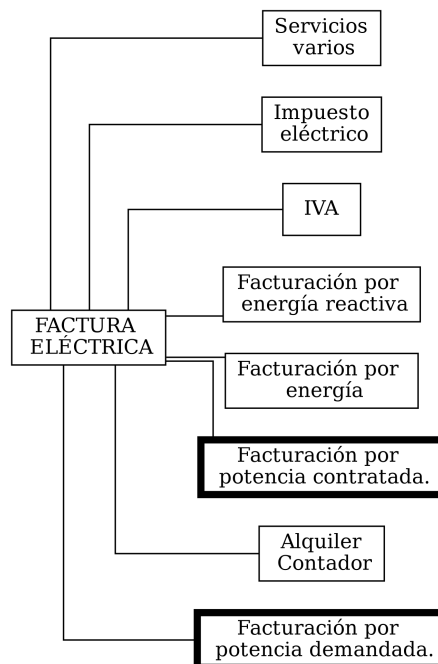 Servicios
varios
Impuesto
eléctrico
IVA
Facturación por
energía reactiva
FACTURA
ELÉCTRICA
Facturación por
energía
Facturación por
potencia contratada.
Alquiler
Contador
Facturación por
potencia demandada.